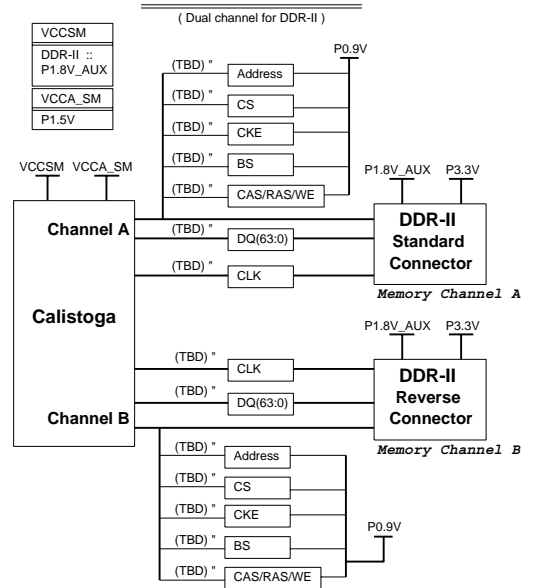 ( Dual channel for DDR-II )
VCCSM
DDR-II ::
P1.8V_AUX
VCCA_SM
P1.5V
P0.9V
(TBD) "
Address
(TBD) "
CS
(TBD) "
CKE
(TBD) "
BS
(TBD) "
CAS/RAS/WE
VCCSM
VCCA_SM
P1.8V_AUX
P3.3V
Channel A
(TBD) "
DQ(63:0)
(TBD) "
CLK
DDR-II
Standard
Connector
Memory Channel A
Calistoga
P1.8V_AUX
P3.3V
(TBD) "
CLK
(TBD) "
DQ(63:0)
Channel B
DDR-II
Reverse
Connector
Memory Channel B
(TBD) "
Address
(TBD) "
CS
(TBD) "
CKE
(TBD) "
BS
(TBD) "
CAS/RAS/WE
P0.9V